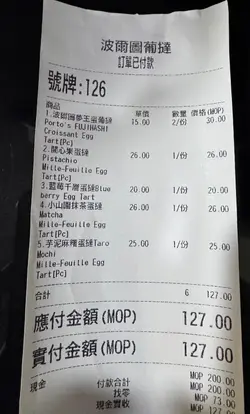 波爾圖葡撻
訂單已付款
號牌:126
商品 單價 數量 價格(MOP)
1.波爾圖夢王蛋葡撻 15.00 2/份 30.00
Porto's FUJIHASHI
Croissant Egg
Tart[Pc]
2.開心果蛋撻 26.00 1/份 26.00
Pistachio
Mille-Feuille Egg
Tart[Pc]
3.藍莓千層蛋撻Blue 20.00 1/份 20.00
berry Egg Tart
4.小山園抹茶蛋撻 26.00 1/份 26.00
Matcha
Mille-Feuille Egg
Tart[Pc]
5.芋泥麻糬蛋撻Taro 25.00 1/份 25.00
Mochi
Mille-Feuille Egg
Tart[Pc]
合計 6 127.00
應付金額(MOP) 127.00
實付金額(MOP) 127.00
現金 付款合計 MOP 200.00
找零 MOP 73.00
現金實收 MOP 127.00